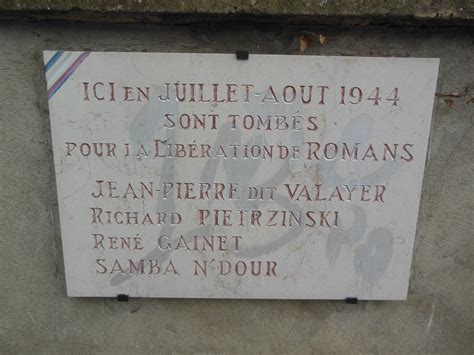 ICI EN JUILLET-AOUT 1944
SONT TOMBÉS
POUR LA LIBÉRATION DE ROMANS
JEAN-PIERRE DIT VALAYER
RICHARD PIETRZINSKI
RENÉ GAINET
SAMBA N'DOUR